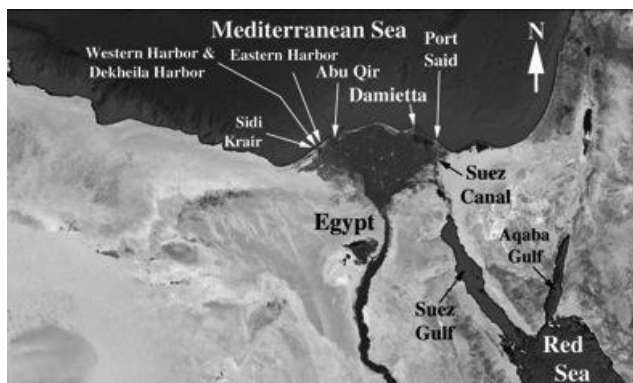 Mediterranean Sea
N
Western Harbor &
Dekheila Harbor
Eastern Harbor
Port
Said
Abu Qir
Damietta
Sidi
Krair
Suez
Canal
Egypt
Aqaba
Gulf
Suez
Gulf
Red
Sea